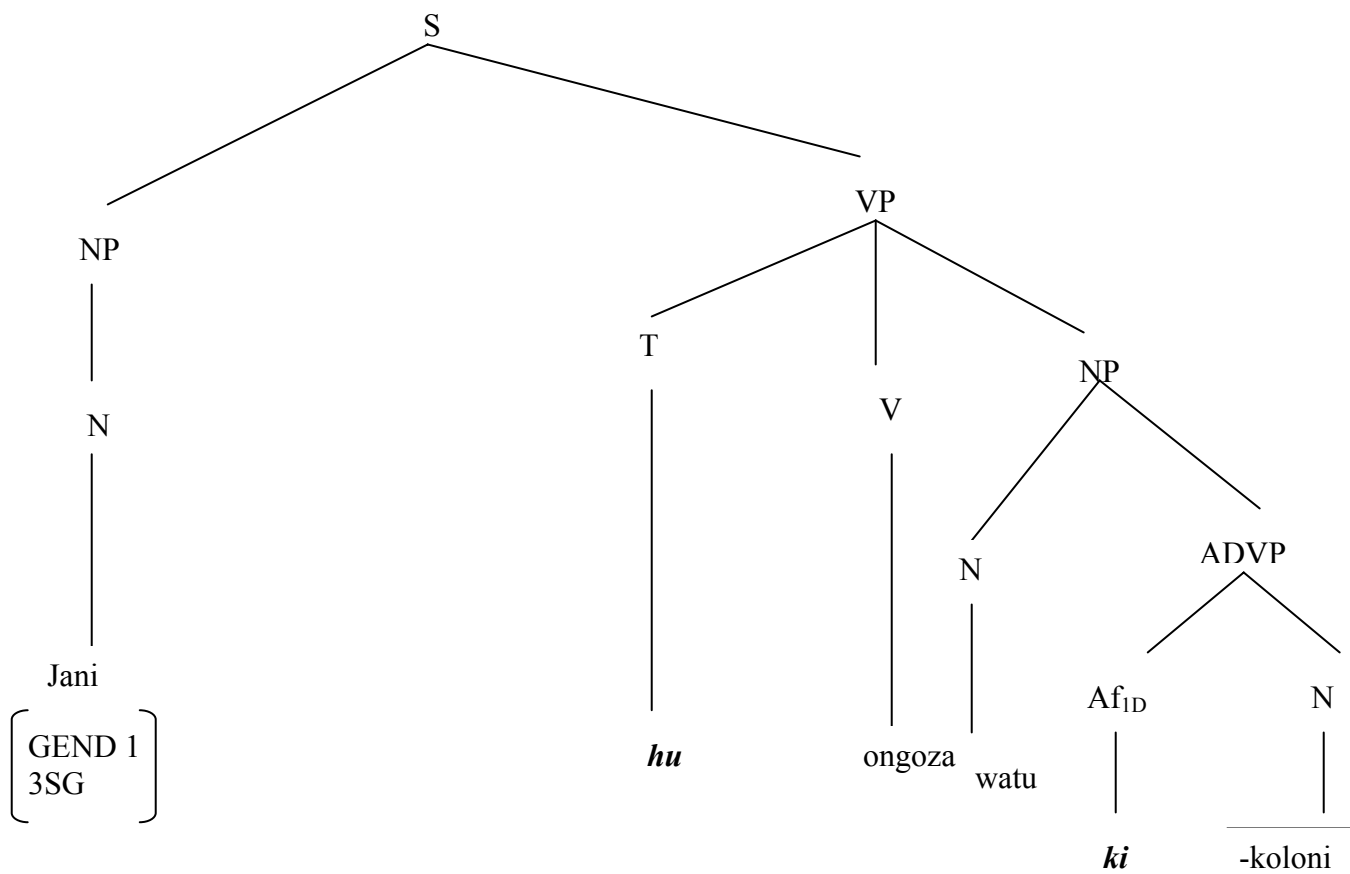 S
NP
VP
T
NP
V
N
N
ADVP
Jani
Af1D
N
GEND 1
3SG
hu
ongoza
watu
ki
-koloni